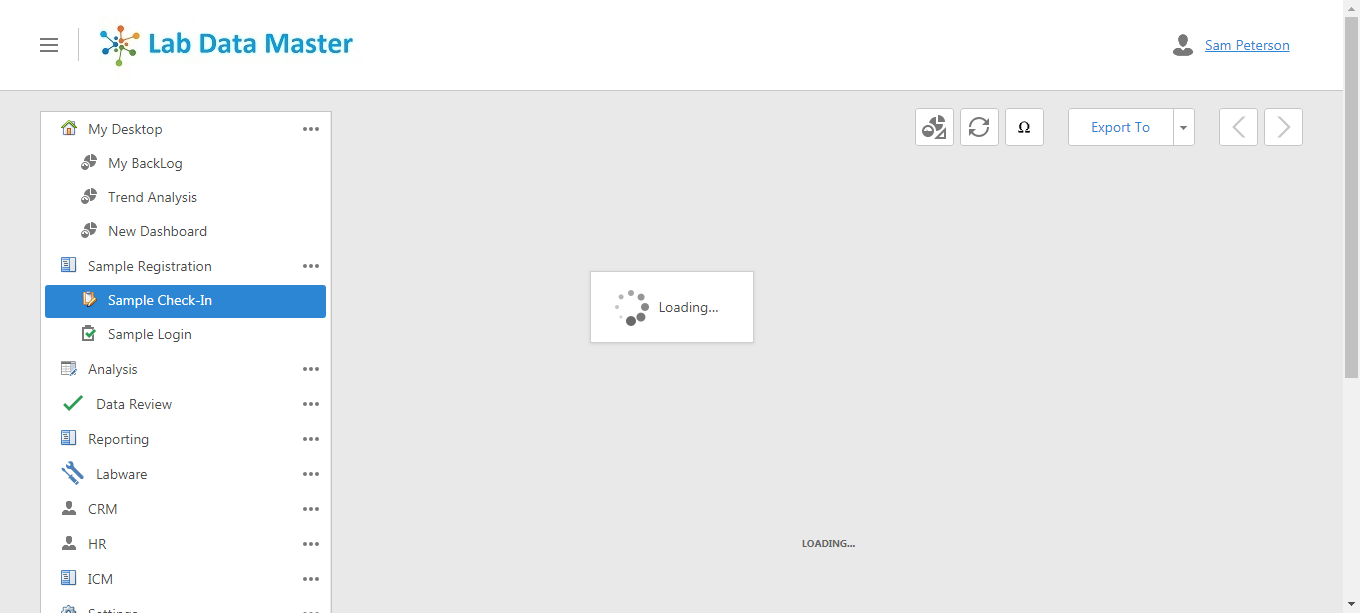 Lab Data Master
Sam Peterson
My Desktop
My BackLog
Trend Analysis
New Dashboard
Sample Registration
Sample Check-In
Sample Login
Analysis
Data Review
Reporting
Labware
CRM
HR
ICM
Settings
Ω
Export To
Loading...
LOADING...